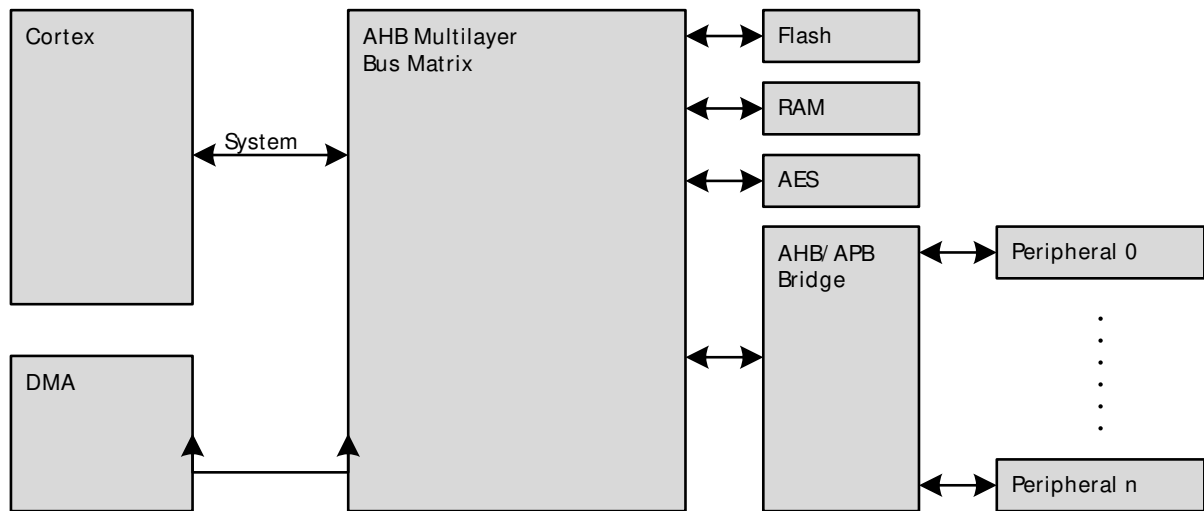 Cortex
AHB Multilayer
Bus Matrix
Flash
RAM
System
AES
AHB/APB
Bridge
Peripheral 0
DMA
Peripheral n